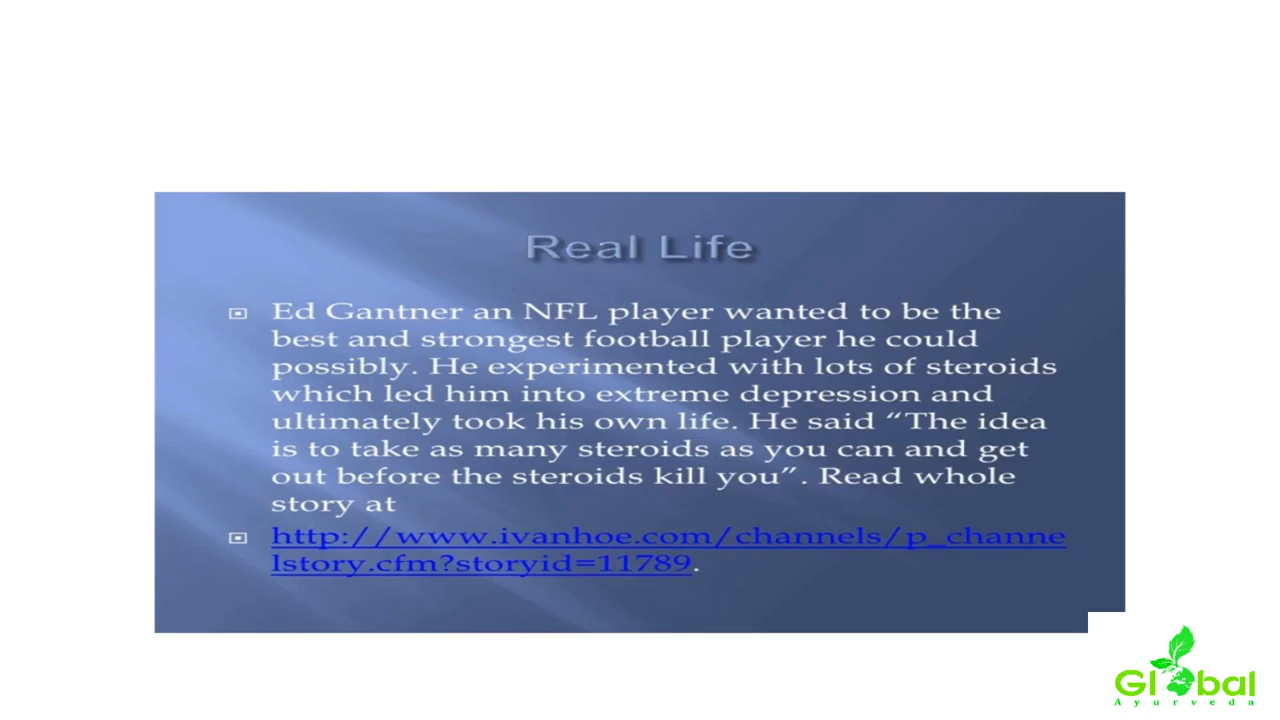 Real Life
Ed Gantner an NFL player wanted to be the
best and strongest football player he could
possibly. He experimented with lots of steroids
which led him into extreme depression and
ultimately took his own life. He said “The idea
is to take as many steroids as you can and get
out before the steroids kill you”. Read whole
story at
http://www.ivanhoe.com/channels/p_channe
lstory.cfm?storyid=11789.
Global
Ayurveda